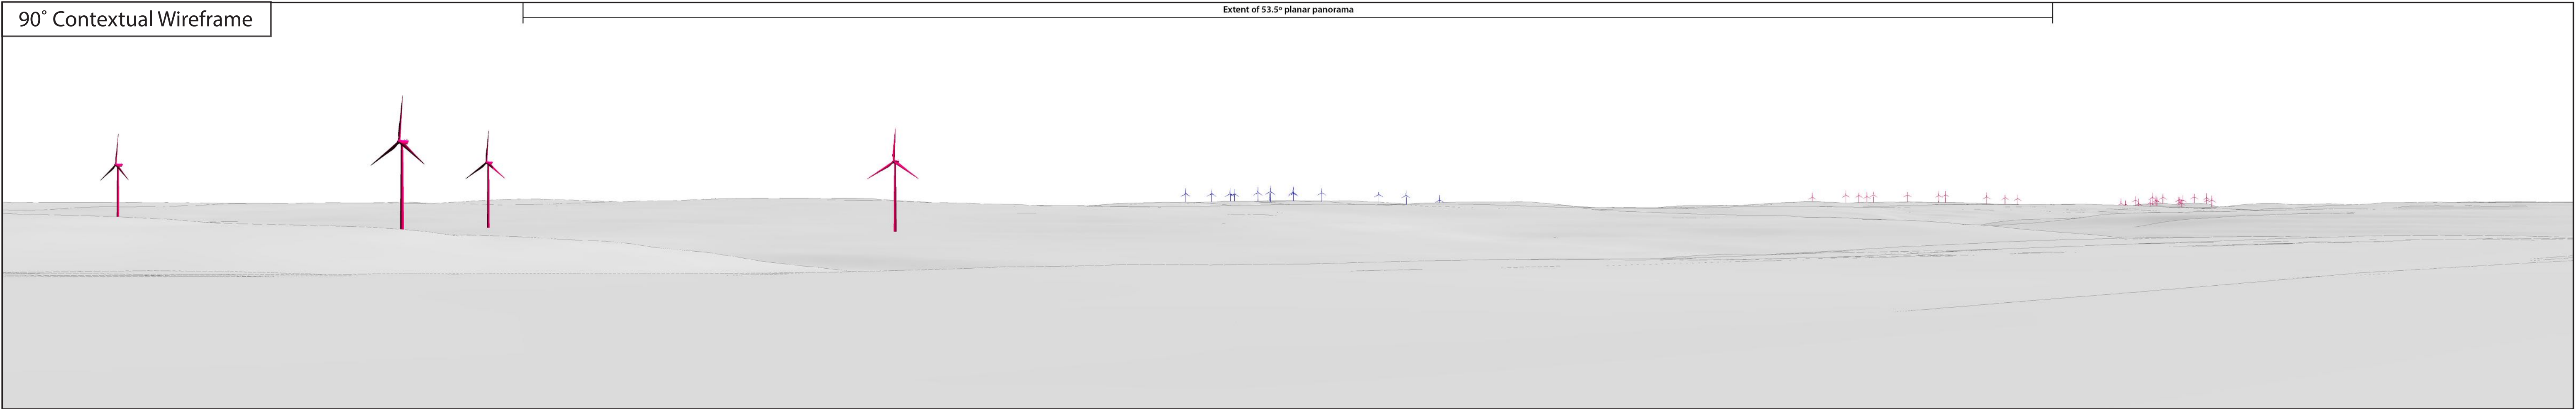 90˚ Contextual Wireframe
Extent of 53.5º planar panorama